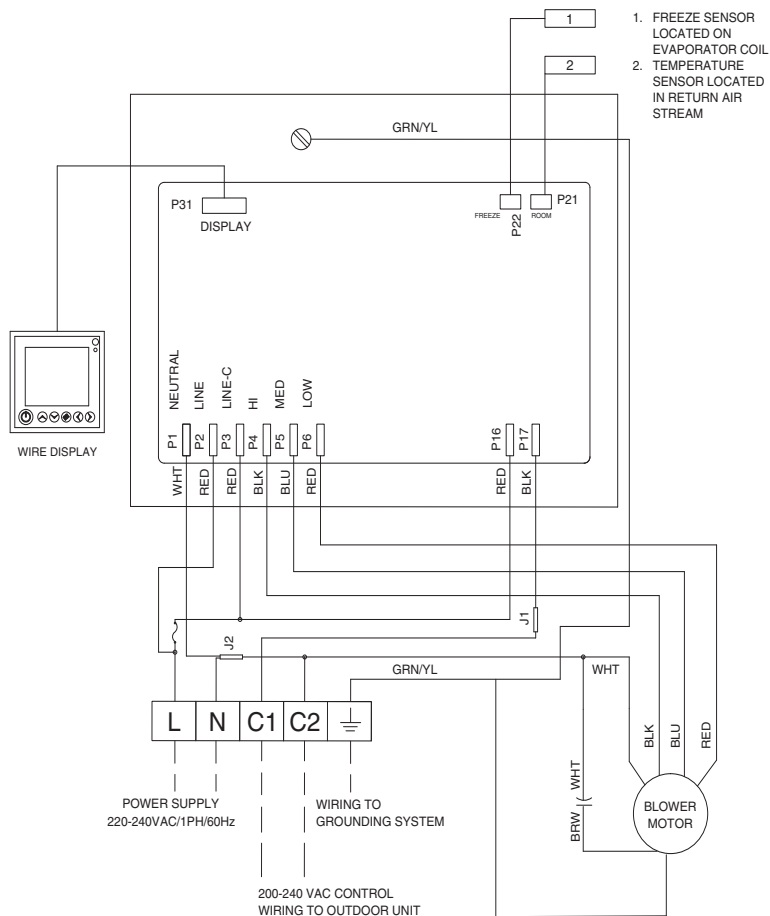 1
2
1. FREEZE SENSOR
LOCATED ON
EVAPORATOR COIL
2. TEMPERATURE
SENSOR LOCATED
IN RETURN AIR
STREAM
GRN/YL
P31
DISPLAY
FREEZE
P22
ROOM
P21
WIRE DISPLAY
NEUTRAL
LINE
LINE-C
HI
MED
LOW
P1
P2
P3
P4
P5
P6
P16
P17
WHT
RED
RED
BLK
BLU
RED
RED
BLK
J1
J2
GRN/YL
WHT
L
N
C1
C2
BLK
BLU
RED
WHT
BRW
BLOWER
MOTOR
POWER SUPPLY
220-240VAC/1PH/60Hz
WIRING TO
GROUNDING SYSTEM
200-240 VAC CONTROL
WIRING TO OUTDOOR UNIT